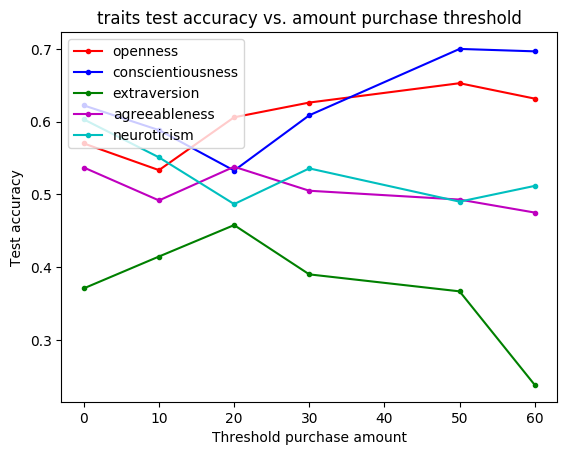 traits test accuracy vs. amount purchase threshold
openness
conscientiousness
extraversion
agreeableness
neuroticism
Test accuracy
0.7
0.6
0.5
0.4
0.3
0 10 20 30 40 50 60
Threshold purchase amount